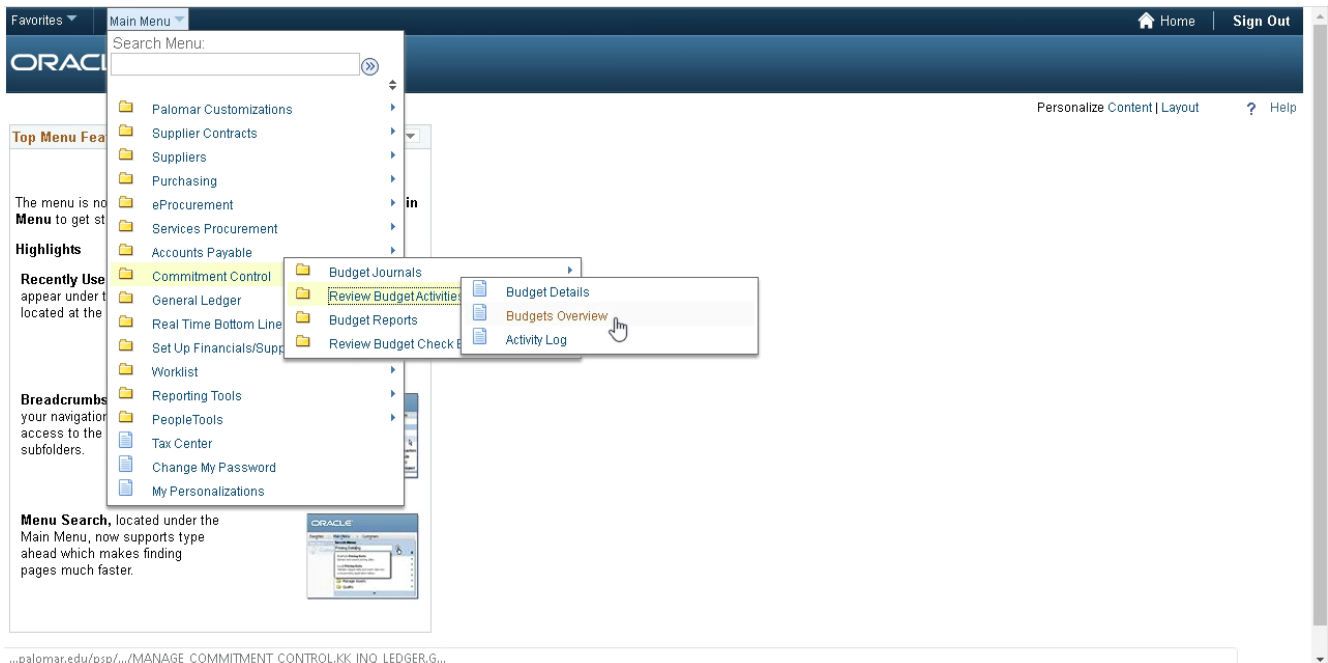 Favorites Main Menu Home Sign Out
Search Menu:
ORACL
Personalize Content | Layout ? Help
Top Menu Fea
Palomar Customizations
Supplier Contracts
Suppliers
Purchasing
eProcurement
Services Procurement
Accounts Payable
Commitment Control
General Ledger
Real Time Bottom Line
Set Up Financials/Supp
Worklist
Reporting Tools
PeopleTools
Tax Center
Change My Password
My Personalizations
Budget Journals
Review Budget Activities
Budget Reports
Review Budget Check E
Budget Details
Budgets Overview
Activity Log
The menu is no in
Menu to get st
Highlights
Recently Use
appear under t
located at the
Breadcrumbs
your navigation
access to the
subfolders.
Menu Search, located under the
Main Menu, now supports type
ahead which makes finding
pages much faster.
ORACLE
...palomar.edu/psp/.../MANAGE_COMMITMENT_CONTROL.KK_INQ_LEDGER.G...